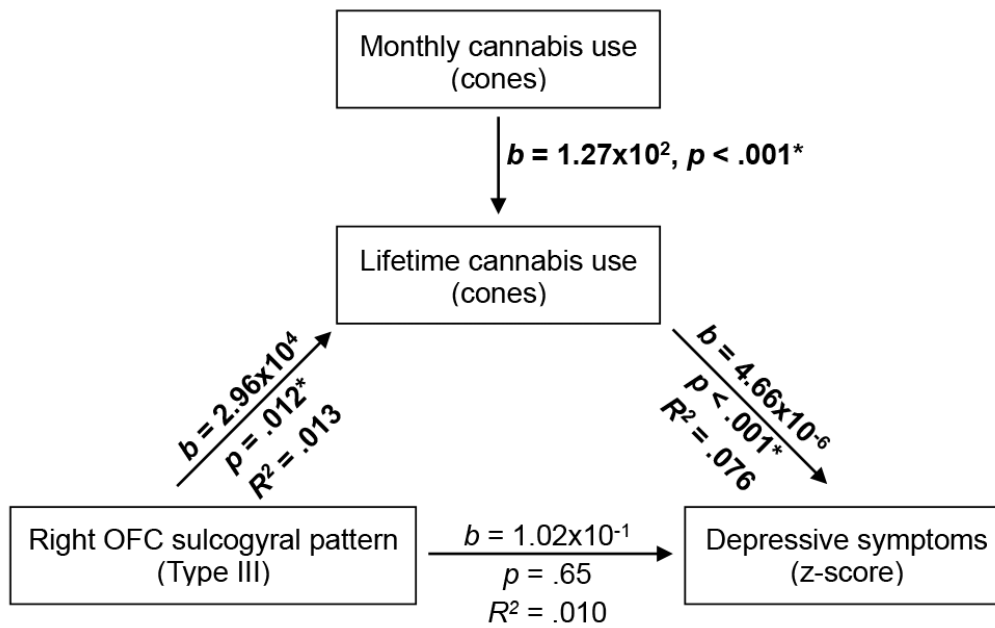 Monthly cannabis use
(cones)
b = 1.27x10², p < .001*
Lifetime cannabis use
(cones)
b = 2.96x10⁴
p = .012*
R² = .013
b = 4.66x10⁻⁶
p < .001*
R² = .076
Right OFC sulcogyral pattern
(Type III)
b = 1.02x10⁻¹
p = .65
R² = .010
Depressive symptoms
(z-score)